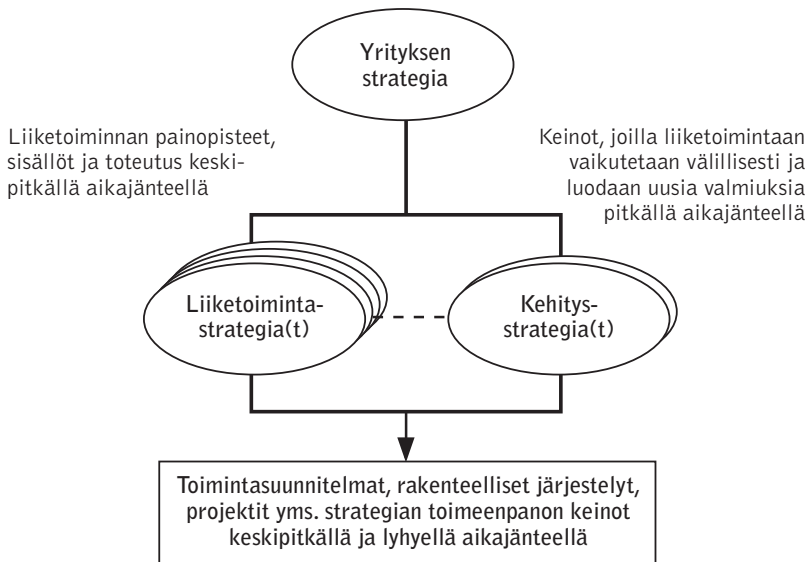 Yrityksen
strategia
Liiketoiminnan painopisteet,
sisällöt ja toteutus keski-
pitkällä aikajänteellä
Keinot, joilla liiketoimintaan
vaikutetaan välillisesti ja
luodaan uusia valmiuksia
pitkällä aikajänteellä
Liiketoiminta-
strategia(t)
Kehitys-
strategia(t)
Toimintasuunnitelmat, rakenteelliset järjestelyt,
projektit yms. strategian toimeenpanon keinot
keskipitkällä ja lyhyellä aikajänteellä